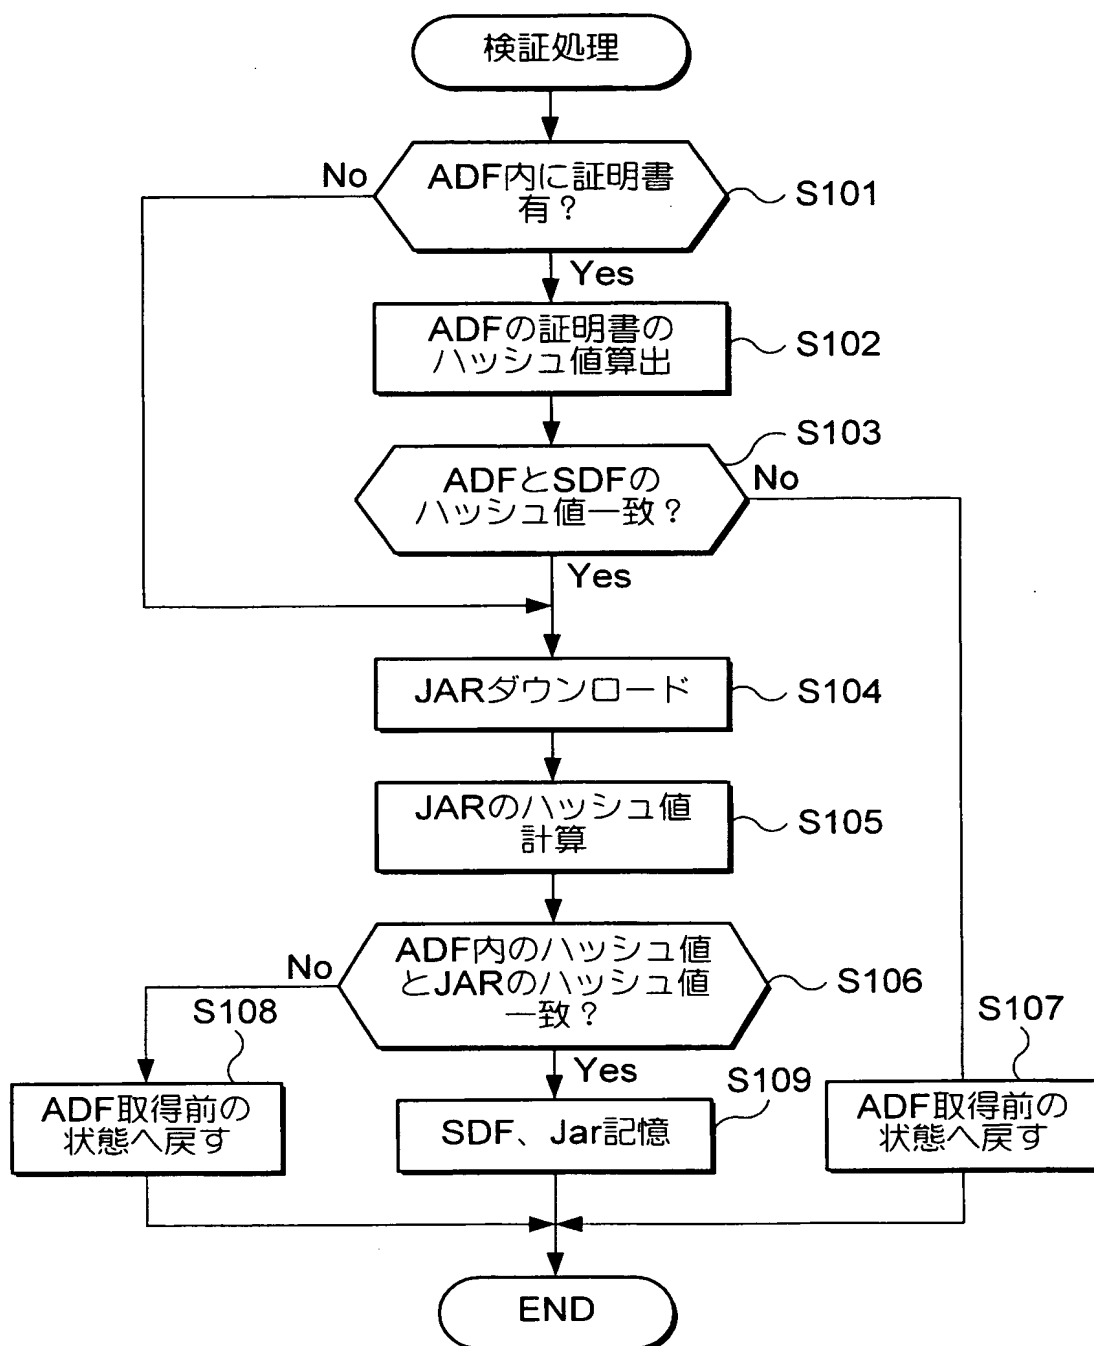 検証処理
No
ADF内に証明書
有？
S101
Yes
ADFの証明書の
ハッシュ値算出
S102
S103
ADFとSDFの
ハッシュ値一致？
No
Yes
JARダウンロード
S104
JARのハッシュ値
計算
S105
ADF内のハッシュ値
とJARのハッシュ値
一致？
No
S106
S108
S107
Yes
S109
ADF取得前の
状態へ戻す
SDF、Jar記憶
ADF取得前の
状態へ戻す
END